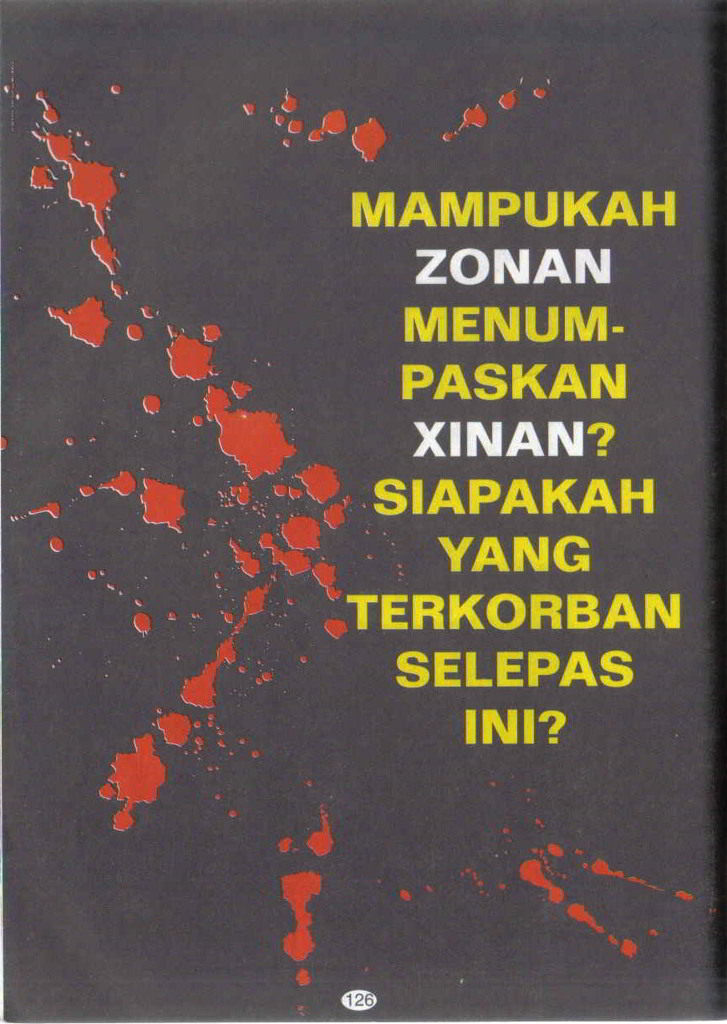 MAMPUKAH
ZONAN
MENUM-
PASKAN
XINAN?
SIAPAKAH
YANG
TERKORBAN
SELEPAS
INI?
126